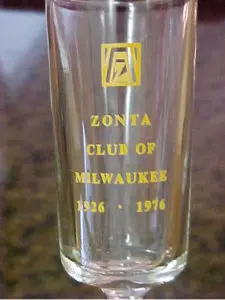 ZONTA
CLUB OF
MILWAUKEE
1926 · 1976